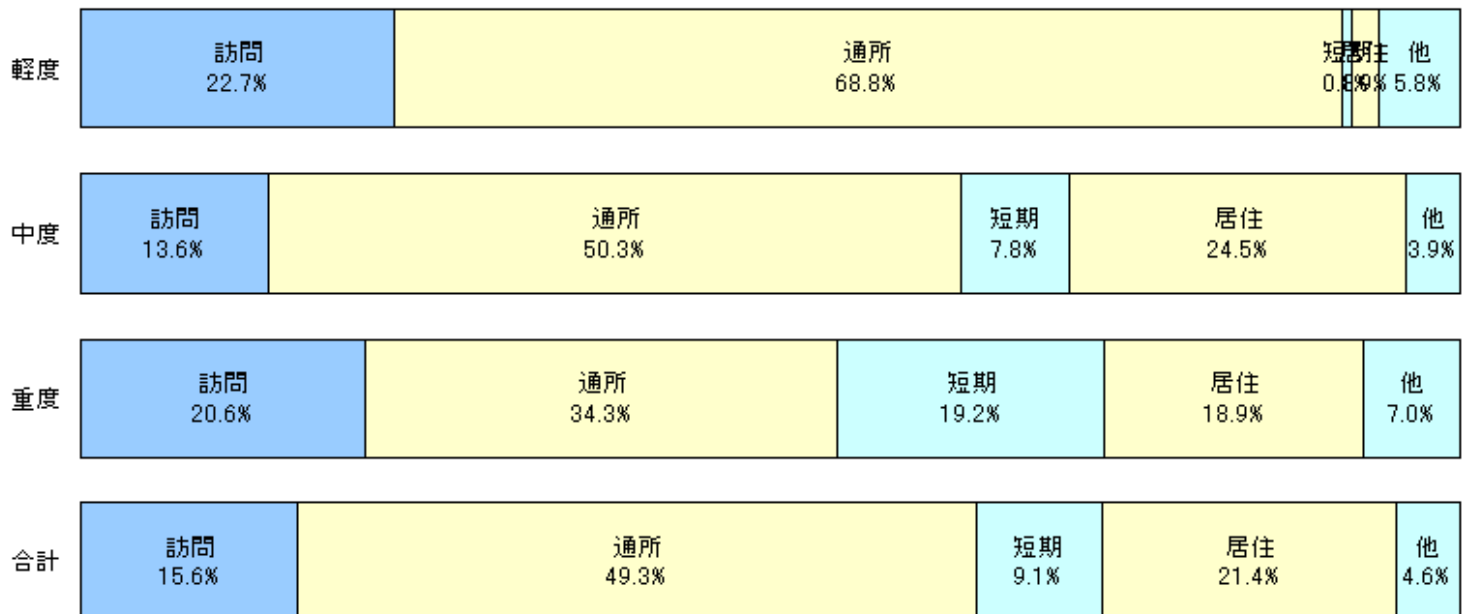 軽度
訪問
22.7%
通所
68.8%
他
5.8%
中度
訪問
13.6%
通所
50.3%
短期
7.8%
居住
24.5%
他
3.9%
重度
訪問
20.6%
通所
34.3%
短期
19.2%
居住
18.9%
他
7.0%
合計
訪問
15.6%
通所
49.3%
短期
9.1%
居住
21.4%
他
4.6%